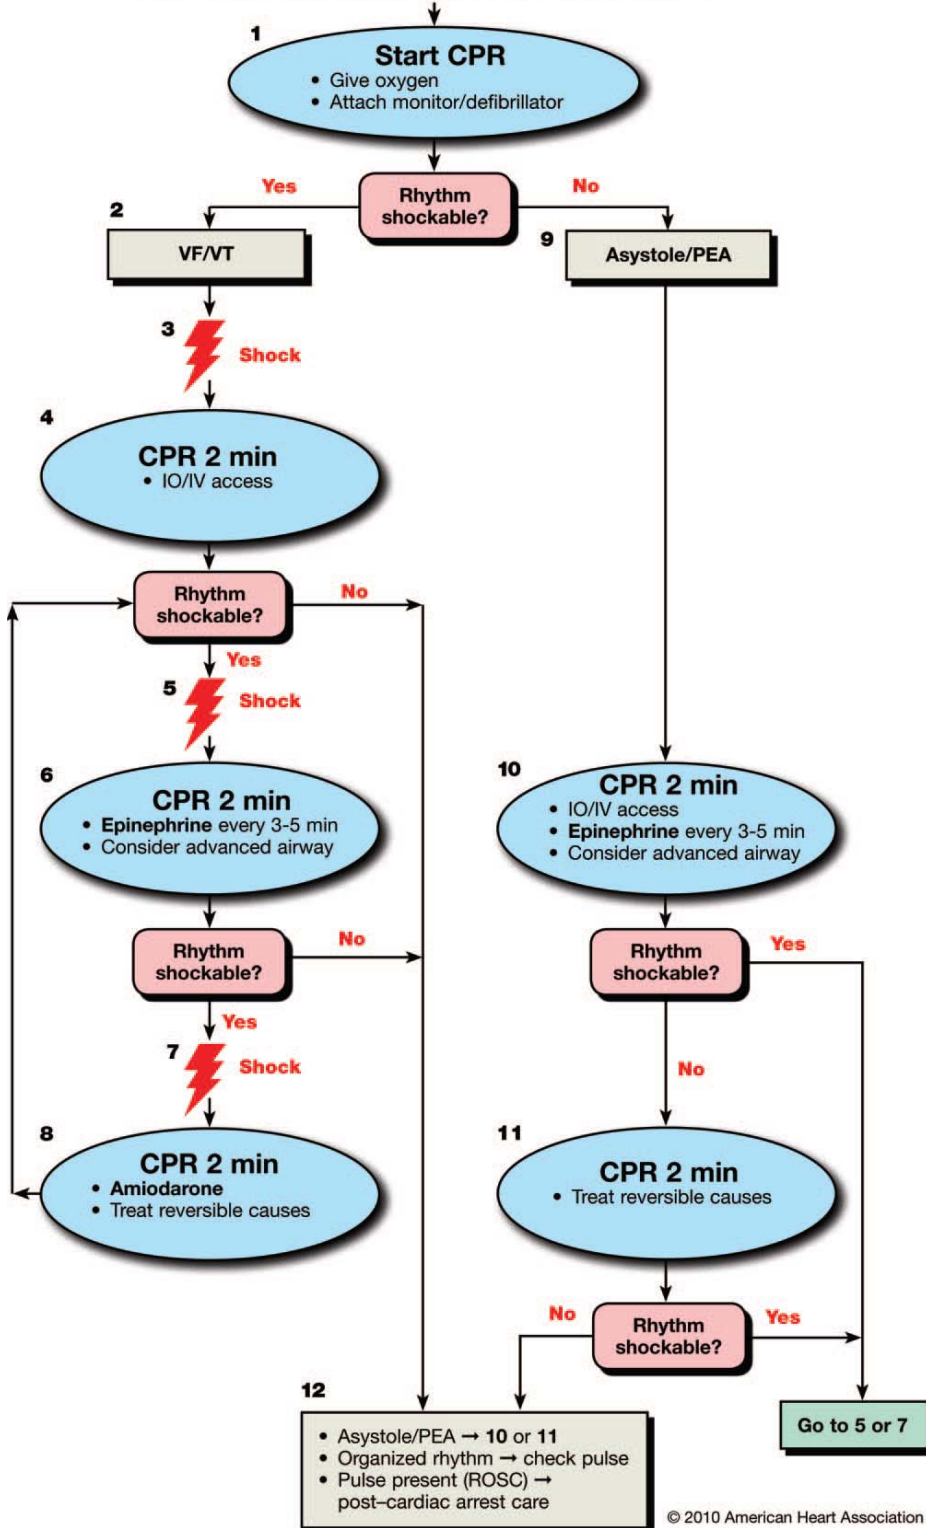 1
Start CPR
• Give oxygen
• Attach monitor/defibrillator
Rhythm
shockable?
Yes
No
2
VF/VT
9
Asystole/PEA
3
Shock
4
CPR 2 min
• IO/IV access
Rhythm
shockable?
No
Yes
5
Shock
6
CPR 2 min
• Epinephrine every 3-5 min
• Consider advanced airway
10
CPR 2 min
• IO/IV access
• Epinephrine every 3-5 min
• Consider advanced airway
Rhythm
shockable?
No
Yes
7
Shock
Rhythm
shockable?
Yes
No
8
CPR 2 min
• Amiodarone
• Treat reversible causes
11
CPR 2 min
• Treat reversible causes
No
Rhythm
shockable?
Yes
12
• Asystole/PEA → 10 or 11
• Organized rhythm → check pulse
• Pulse present (ROSC) →
post–cardiac arrest care
Go to 5 or 7
© 2010 American Heart Association